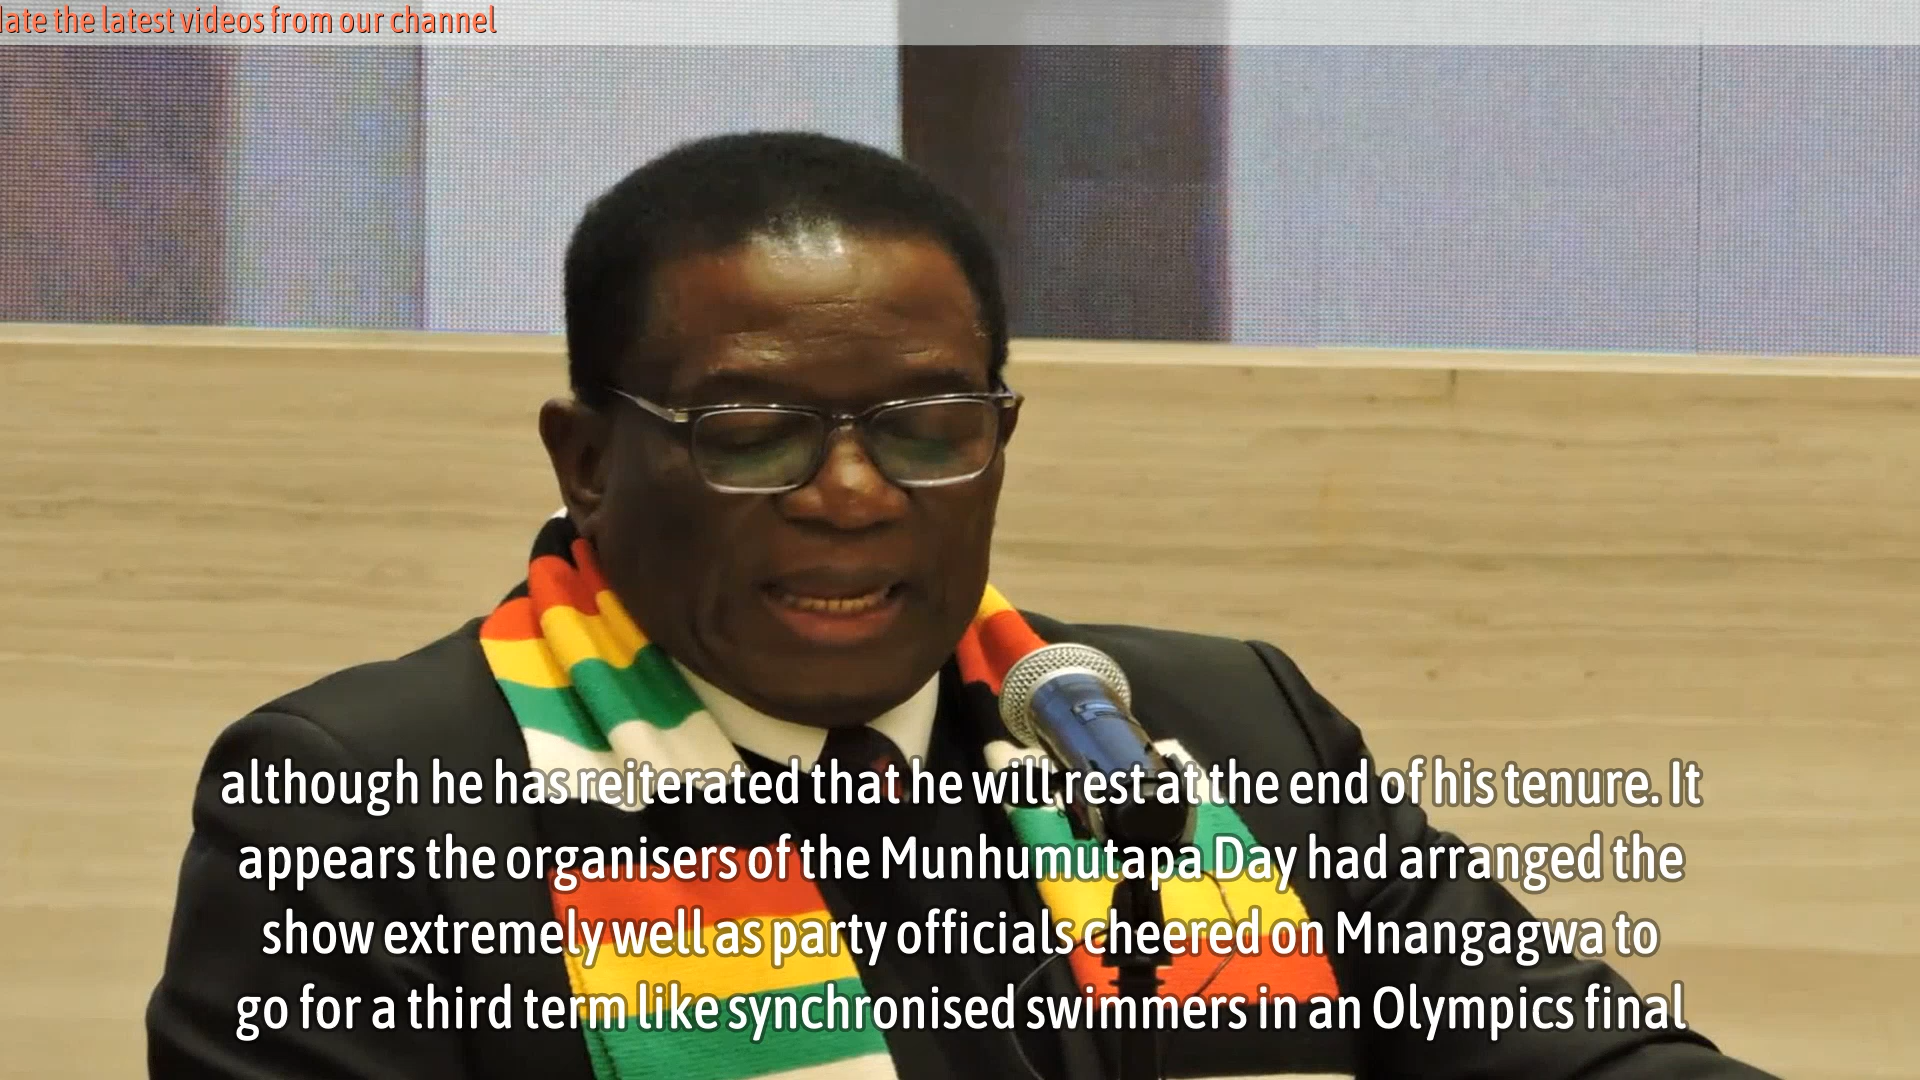 the latest videos from our channel
although he has reiterated that he will rest at the end of his tenure. It
appears the organisers of the Munhumutapa Day had arranged the
show extremely well as party officials cheered on Mnangagwa to
go for a third term like synchronised swimmers in an Olympics final